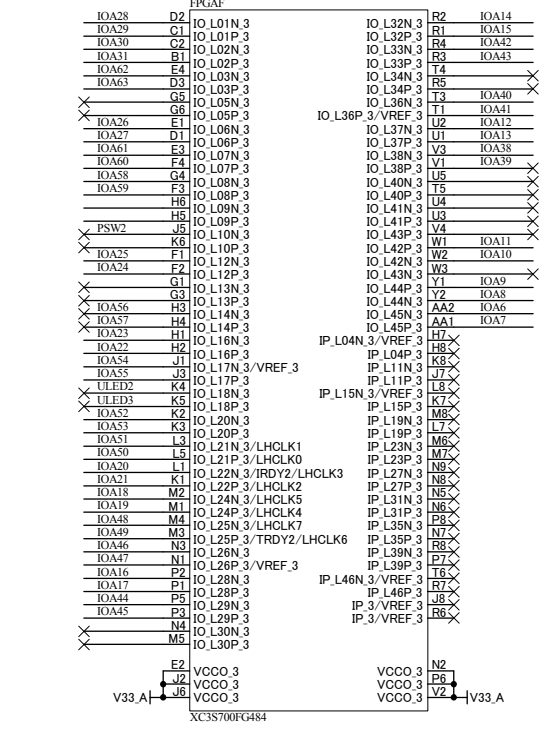 FPGAF
IOA28 D2 IO_L01N_3
IOA29 C1 IO_L01P_3
IOA30 C2 IO_L02N_3
IOA31 B1 IO_L02P_3
IOA62 E4 IO_L03N_3
IOA63 D3 IO_L03P_3
G5 IO_L05N_3
G6 IO_L05P_3
IOA26 E1 IO_L06N_3
IOA27 D1 IO_L06P_3
IOA61 E3 IO_L07N_3
IOA60 F4 IO_L07P_3
IOA58 G4 IO_L08N_3
IOA59 F3 IO_L08P_3
H6 IO_L09N_3
H5 IO_L09P_3
PSW2 J5 IO_L10N_3
K6 IO_L10P_3
IOA25 F1 IO_L12N_3
IOA24 F2 IO_L12P_3
G1 IO_L13N_3
G3 IO_L13P_3
IOA56 H3 IO_L14N_3
IOA57 H4 IO_L14P_3
IOA23 H1 IO_L16N_3
IOA22 H2 IO_L16P_3
IOA54 J1 IO_L17N_3/VREF_3
IOA55 J3 IO_L17P_3
ULED2 K4 IO_L18N_3
ULED3 K5 IO_L18P_3
IOA52 K2 IO_L20N_3
IOA53 K3 IO_L20P_3
IOA51 L3 IO_L21N_3/LHCLK1
IOA50 L5 IO_L21P_3/LHCLK0
IOA20 L1 IO_L22N_3/IRDY2/LHCLK3
IOA21 K1 IO_L22P_3/LHCLK2
IOA18 M2 IO_L24N_3/LHCLK5
IOA19 M1 IO_L24P_3/LHCLK4
IOA48 M4 IO_L25N_3/LHCLK7
IOA49 M3 IO_L25P_3/TRDY2/LHCLK6
IOA46 N3 IO_L26N_3
IOA47 N1 IO_L26P_3/VREF_3
IOA16 P2 IO_L28N_3
IOA17 P1 IO_L28P_3
IOA44 P5 IO_L29N_3
IOA45 P3 IO_L29P_3
N4 IO_L30N_3
M5 IO_L30P_3
E2 VCCO_3
J2 VCCO_3
V33_A J6 VCCO_3
IO_L32N_3 R2 IOA14
IO_L32P_3 R1 IOA15
IO_L33N_3 R4 IOA42
IO_L33P_3 R3 IOA43
IO_L34N_3 T4
IO_L34P_3 R5
IO_L36N_3 T3 IOA40
IO_L36P_3/VREF_3 T1 IOA41
IO_L37N_3 U2 IOA12
IO_L37P_3 U1 IOA13
IO_L38N_3 V3 IOA38
IO_L38P_3 V1 IOA39
IO_L40N_3 U5
IO_L40P_3 T5
IO_L41N_3 U4
IO_L41P_3 U3
IO_L43P_3 V4
IO_L42P_3 W1 IOA11
IO_L42N_3 W2 IOA10
IO_L43N_3 W3
IO_L44P_3 Y1 IOA9
IO_L44N_3 Y2 IOA8
IO_L45N_3 AA2 IOA6
IO_L45P_3 AA1 IOA7
IP_L04N_3/VREF_3 H7
IP_L04P_3 H8
IP_L11N_3 K8
IP_L11P_3 J7
IP_L15N_3/VREF_3 L8
IP_L15P_3 K7
IP_L19N_3 M8
IP_L19P_3 L7
IP_L23N_3 M6
IP_L23P_3 M7
IP_L27N_3 N9
IP_L27P_3 N8
IP_L31N_3 N5
IP_L31P_3 N6
IP_L35N_3 P8
IP_L35P_3 N7
IP_L39N_3 R8
IP_L39P_3 P7
IP_L46N_3/VREF_3 T6
IP_L46P_3 R7
IP_3/VREF_3 J8
IP_3/VREF_3 R6
VCCO_3 N2
VCCO_3 P6
VCCO_3 V2 V33_A
XC3S700FG484